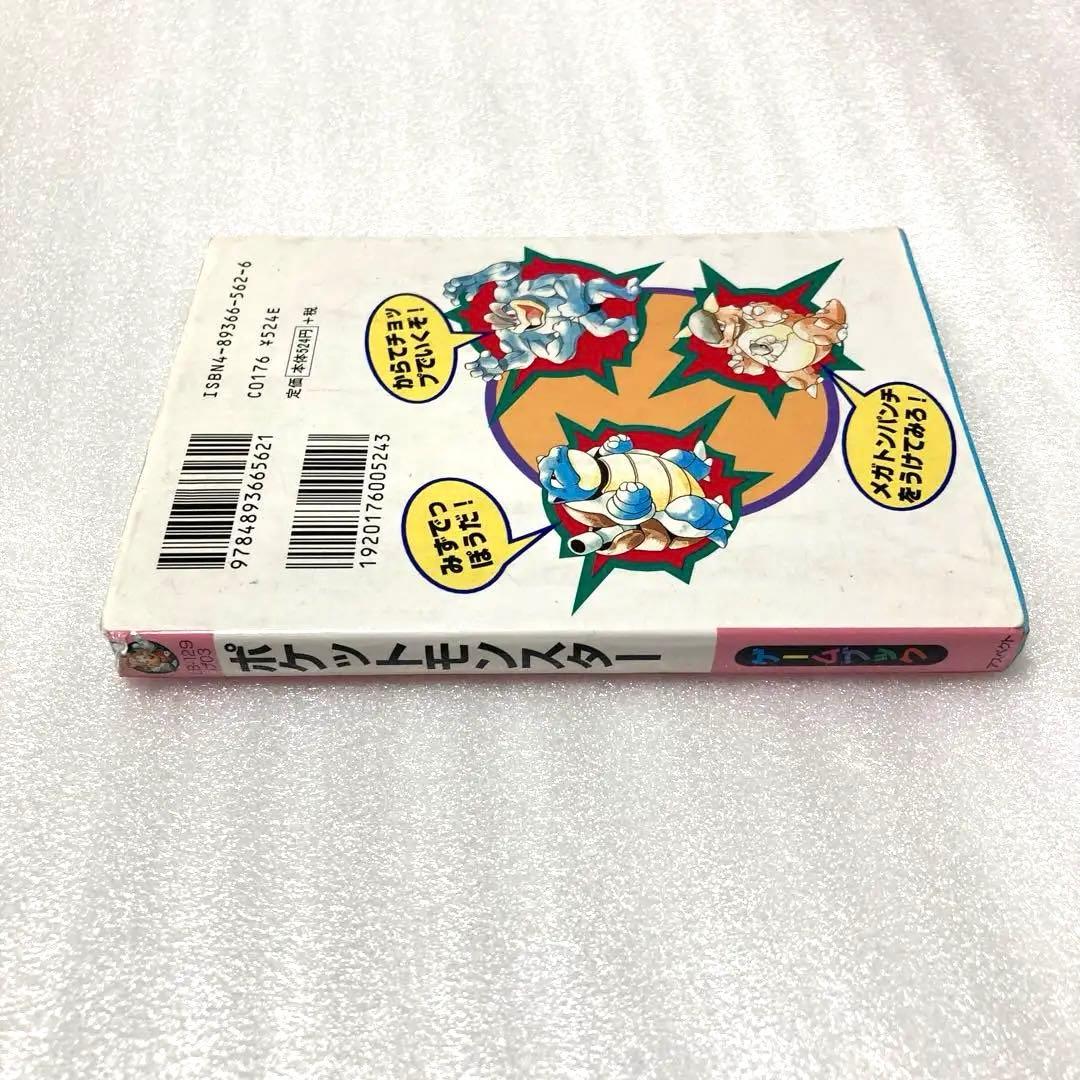 ISBN4-89366-562-6
C0176 ¥524E
定価 本体524円 +税
9784893665621
1920176005243
からてチョッ
プでいくぞ!
メガトンパンチ
をうけてみろ!
みずでっ
ぽうだ!
ポケットモンスター
ゲームブック
アスペクト